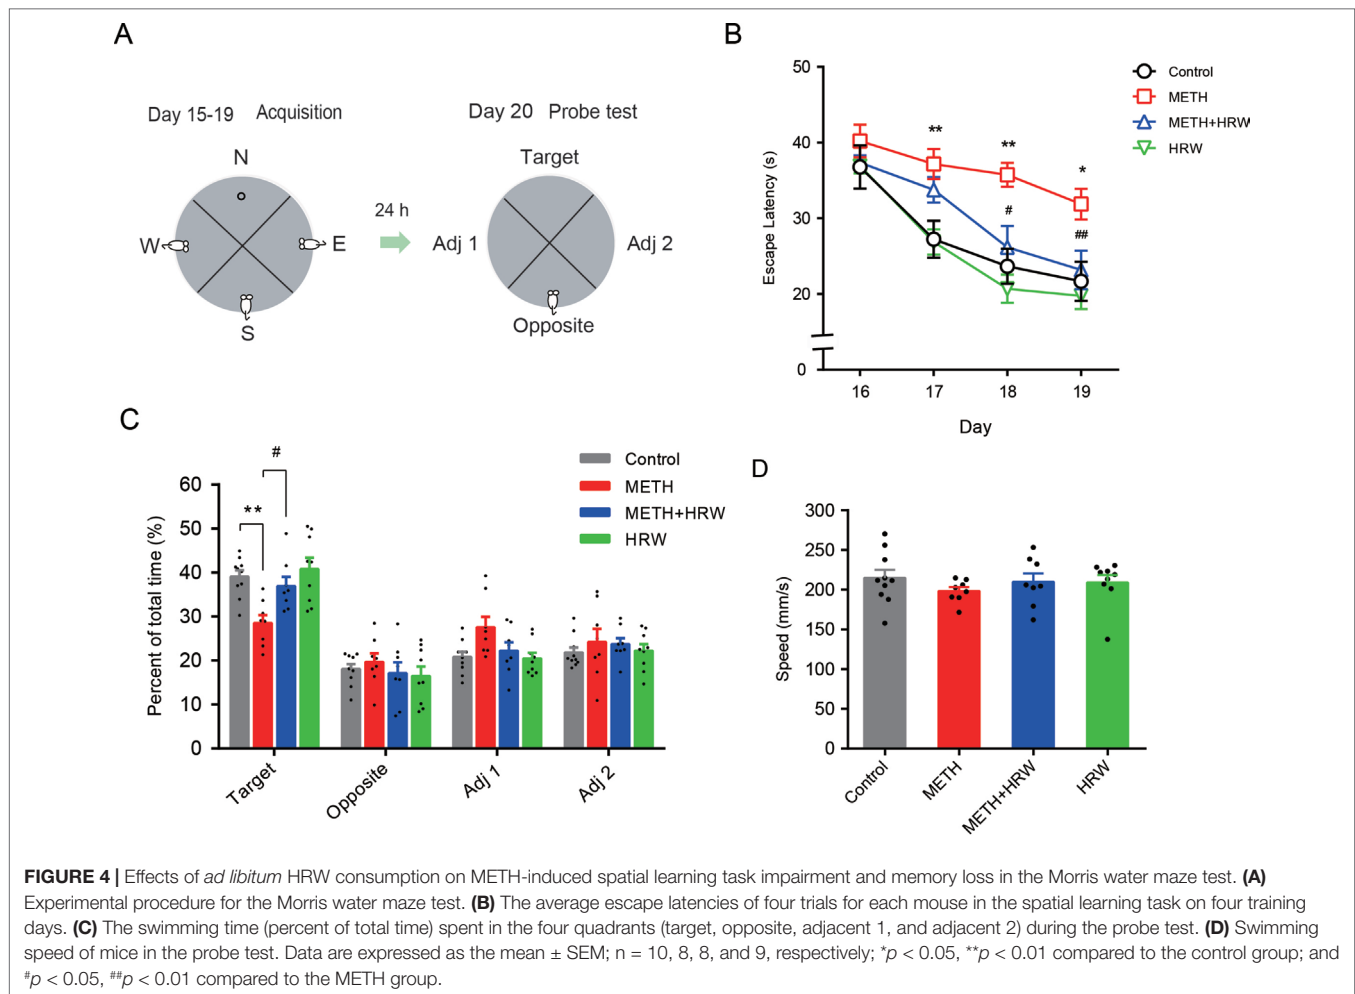 A
Day 15-19 Acquisition
Day 20 Probe test
N
W
E
S
24 h
Target
Adj 1
Adj 2
Opposite
B
Escape Latency (s)
50
40
30
20
0
16 17 18 19
Day
** ** *
# ##
Control
METH
METH+HRW
HRW
C
Percent of total time (%)
60
50
40
30
20
10
0
** #
Target Opposite Adj 1 Adj 2
Control
METH
METH+HRW
HRW
D
Speed (mm/s)
300
250
200
150
100
50
0
Control METH METH+HRW HRW
FIGURE 4 | Effects of ad libitum HRW consumption on METH-induced spatial learning task impairment and memory loss in the Morris water maze test. (A)
Experimental procedure for the Morris water maze test. (B) The average escape latencies of four trials for each mouse in the spatial learning task on four training
days. (C) The swimming time (percent of total time) spent in the four quadrants (target, opposite, adjacent 1, and adjacent 2) during the probe test. (D) Swimming
speed of mice in the probe test. Data are expressed as the mean ± SEM; n = 10, 8, 8, and 9, respectively; *p < 0.05, **p < 0.01 compared to the control group; and
#p < 0.05, ##p < 0.01 compared to the METH group.